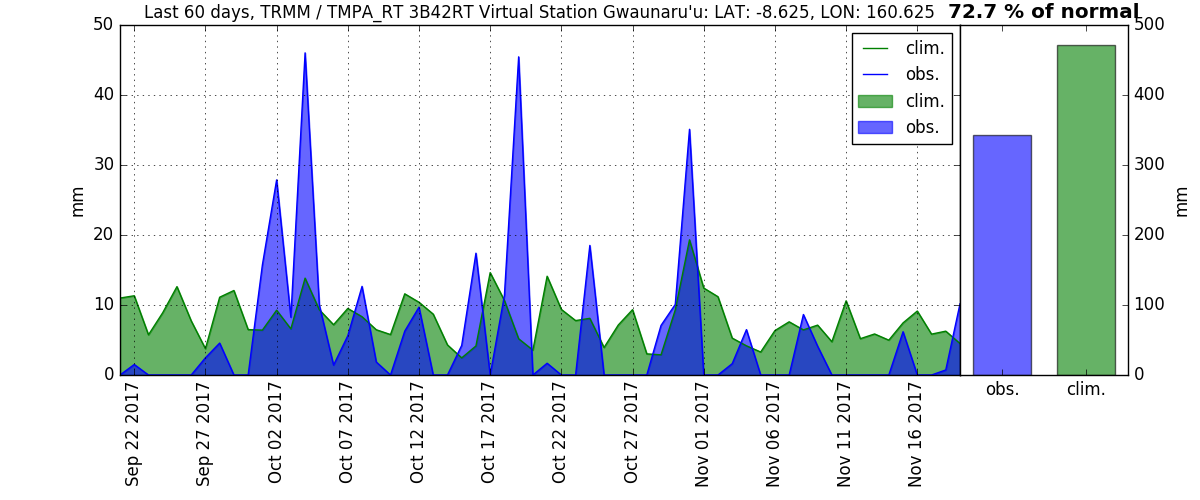 Last 60 days, TRMM / TMPA_RT 3B42RT Virtual Station Gwaunaru'u: LAT: -8.625, LON: 160.625 72.7 % of normal
50
40
30
20
10
0
mm
clim.
obs.
clim.
obs.
500
400
300
200
100
0
mm
obs. clim.
Sep 22 2017
Sep 27 2017
Oct 02 2017
Oct 07 2017
Oct 12 2017
Oct 17 2017
Oct 22 2017
Oct 27 2017
Nov 01 2017
Nov 06 2017
Nov 11 2017
Nov 16 2017